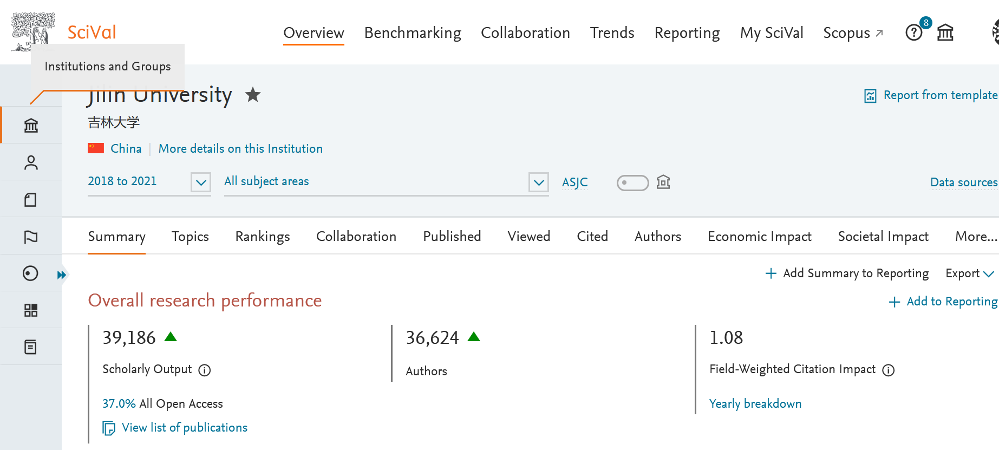 SciVal
Overview Benchmarking Collaboration Trends Reporting My SciVal Scopus 8
Institutions and Groups
Jilin University
Report from template
吉林大学
China More details on this Institution
2018 to 2021 All subject areas ASJC Data sources
Summary Topics Rankings Collaboration Published Viewed Cited Authors Economic Impact Societal Impact More...
Add Summary to Reporting Export
Overall research performance Add to Reporting
39,186 36,624 1.08
Scholarly Output Authors Field-Weighted Citation Impact
37.0% All Open Access Yearly breakdown
View list of publications